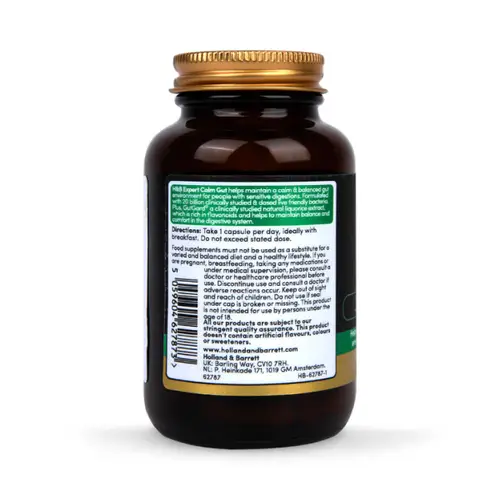 H&B Expert Calm Gut helps maintain a calm & balanced gut
environment for people with sensitive digestions. Formulated
with 20 billion clinically studied & dosed live friendly bacteria.
Plus, GutGard® a clinically studied natural liquorice extract,
which is rich in flavonoids and helps to maintain balance and
comfort in the digestive system.
Directions: Take 1 capsule per day, ideally with
breakfast. Do not exceed stated dose.
Food supplements must not be used as a substitute for a
varied and balanced diet and a healthy lifestyle. If you
are pregnant, breastfeeding, taking any medications or
under medical supervision, please consult a
doctor or healthcare professional before
use. Discontinue use and consult a doctor if
adverse reactions occur. Keep out of sight
and reach of children. Do not use if seal
under cap is broken or missing. This product
is not intended for use by persons under the
age of 18.
All our products are subject to our
stringent quality assurance. This product
doesn't contain artificial flavours, colours
or sweeteners.
www.hollandandbarrett.com
Holland & Barrett
UK: Barling Way, CV10 7RH.
NL: P. Heinkade 171, 1019 GM Amsterdam.
62787 HB-62787-1
5 059604 627873 >